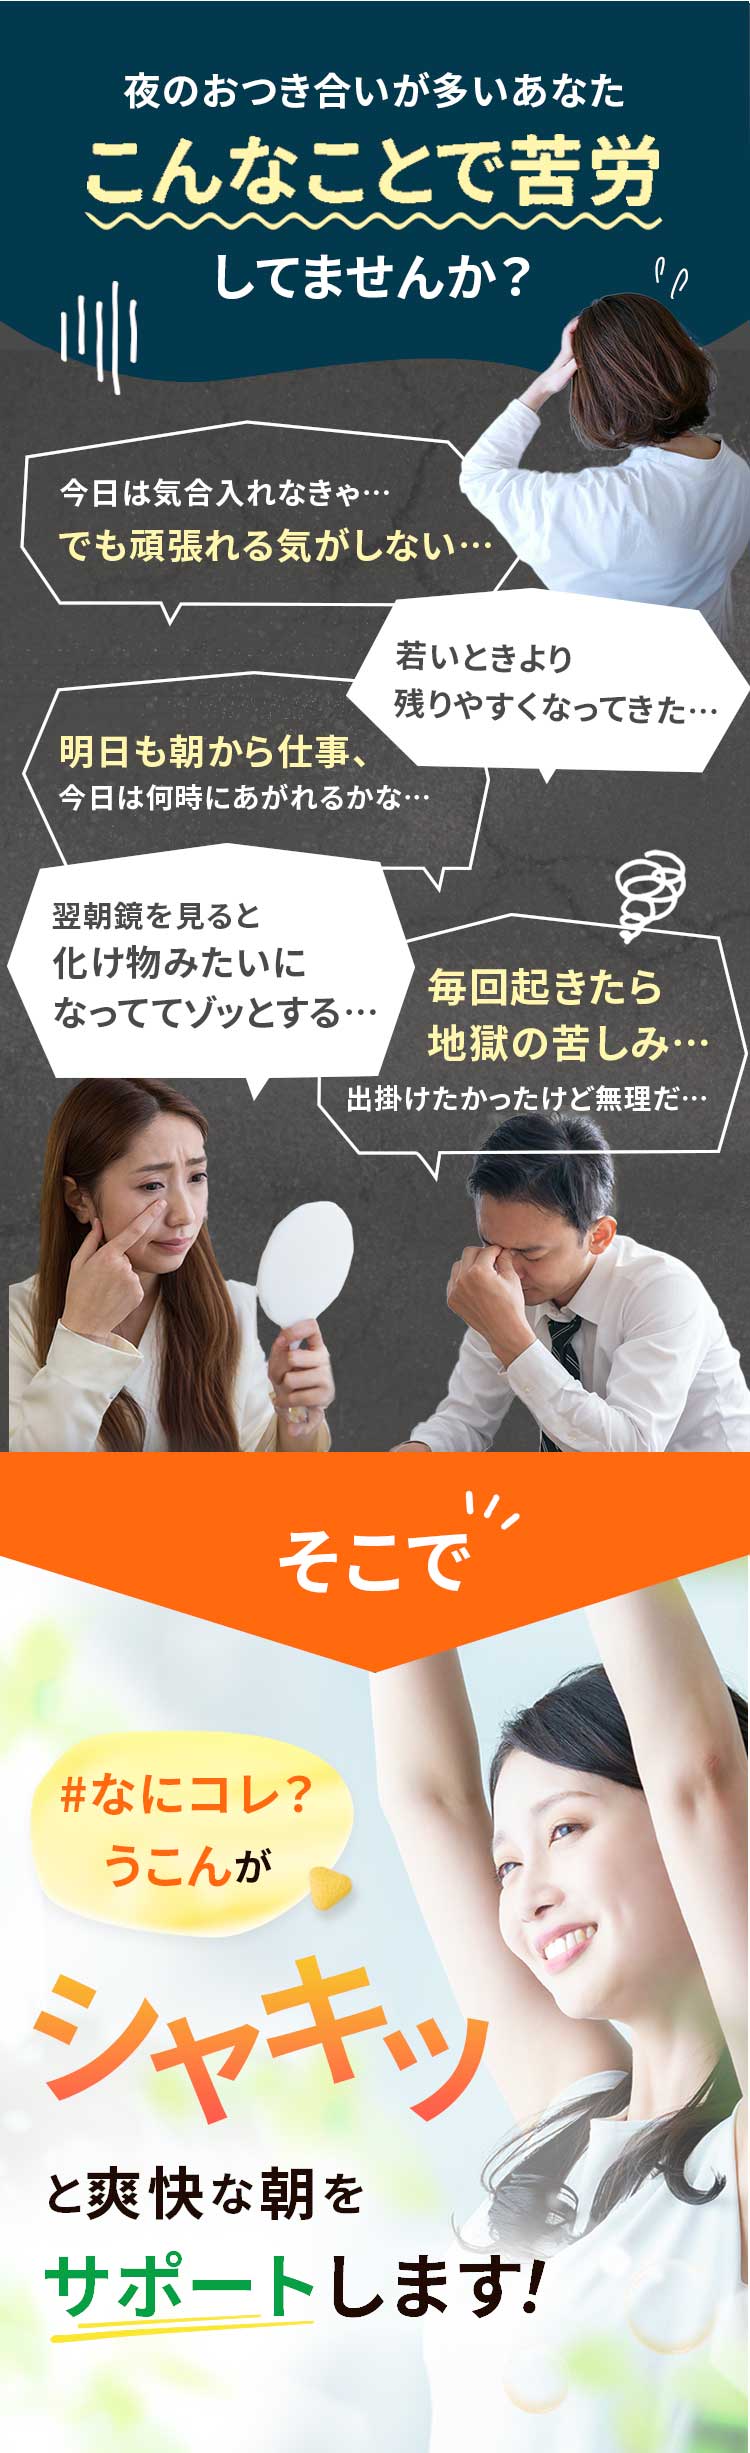 夜のおつき合いが多いあなた
こんなことで苦労
してませんか？
今日は気合入れなきゃ…
でも頑張れる気がしない…
若いときより
残りやすくなってきた…
明日も朝から仕事、
今日は何時にあがれるかな…
翌朝鏡を見ると
化け物みたいに
なっててゾッとする…
毎回起きたら
地獄の苦しみ…
出掛けたかったけど無理だ…
そこで
#なにコレ？
うこんが
シャキッ
と爽快な朝を
サポートします!